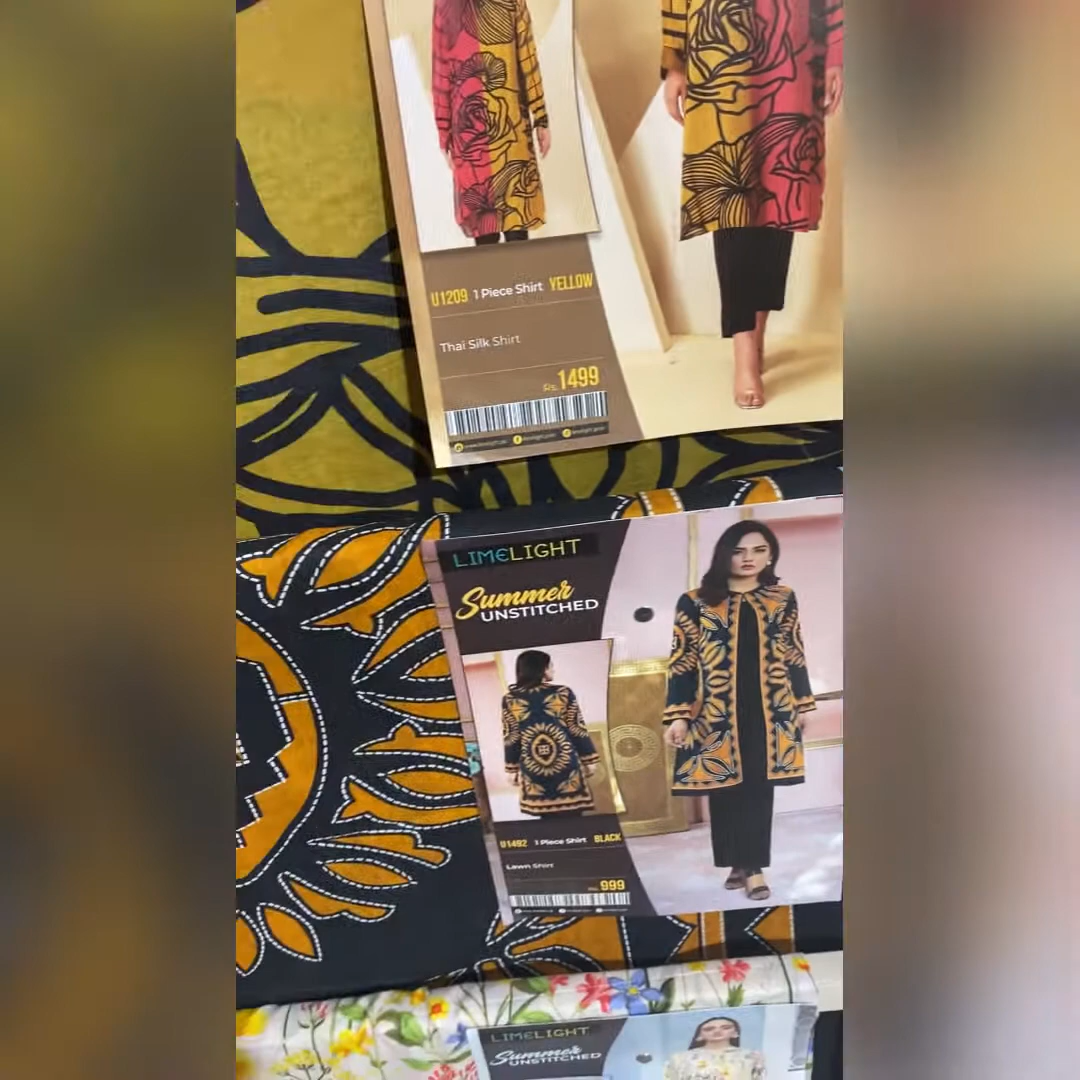 U1209 1 Piece Shirt YELLOW
Thai Silk Shirt
Rs. 1499
LIMELIGHT
Summer
UNSTITCHED
U1492 1 Piece Shirt BLACK
Lawn Shirt
Rs. 999
LIMELIGHT
Summer
UNSTITCHED